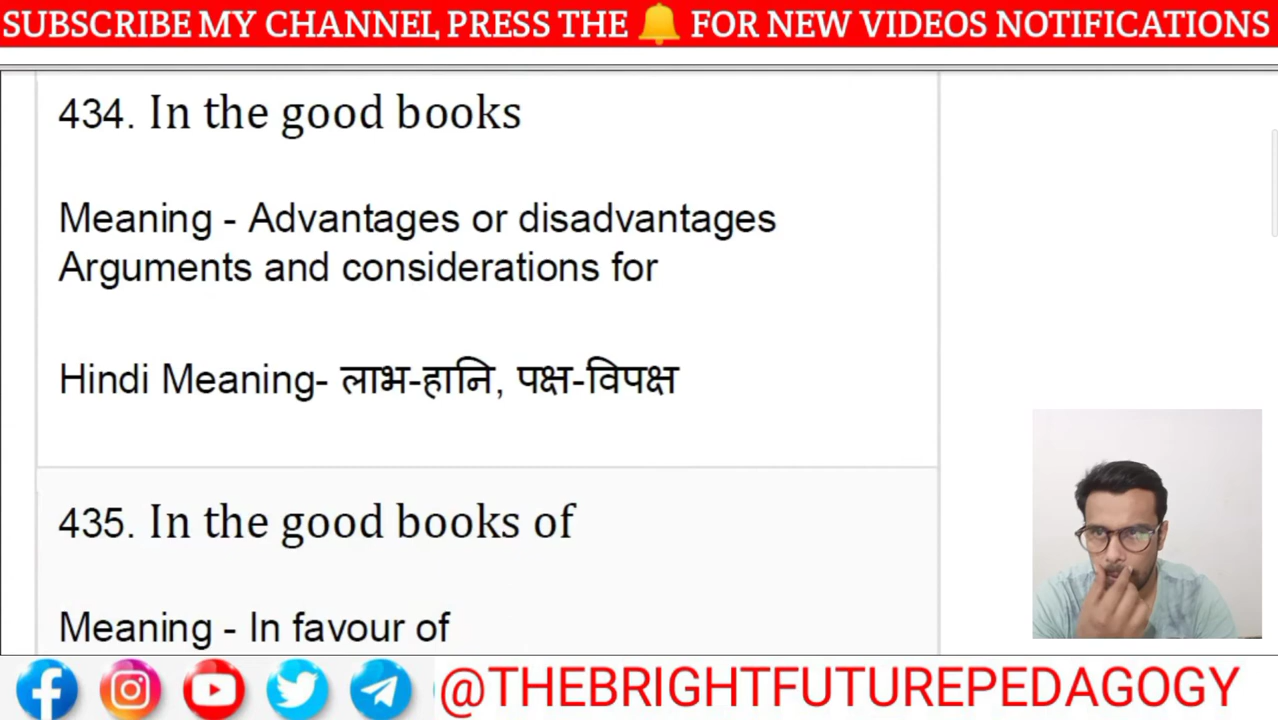 SUBSCRIBE MY CHANNEL, PRESS THE 🔔 FOR NEW VIDEOS NOTIFICATIONS
434. In the good books
Meaning - Advantages or disadvantages
Arguments and considerations for
Hindi Meaning- लाभ-हानि, पक्ष-विपक्ष
435. In the good books of
Meaning - In favour of
@THEBRIGHTFUTUREPEDAGOGY